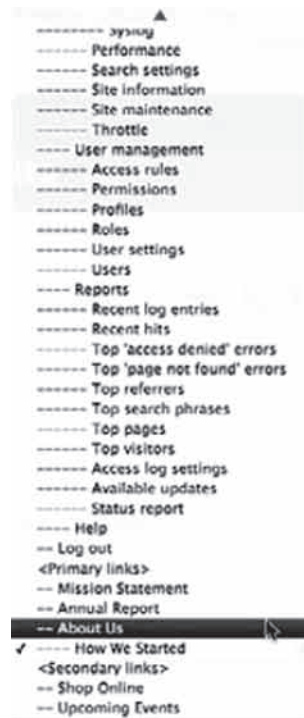 --------- Syslog
------ Performance
------ Search settings
------ Site information
------ Site maintenance
------ Throttle
---- User management
------ Access rules
------ Permissions
------ Profiles
------ Roles
------ User settings
------ Users
---- Reports
------ Recent log entries
------ Recent hits
------ Top 'access denied' errors
------ Top 'page not found' errors
------ Top referrers
------ Top search phrases
------ Top pages
------ Top visitors
------ Access log settings
------ Available updates
------ Status report
---- Help
-- Log out
<Primary links>
-- Mission Statement
-- Annual Report
-- About Us
✓ ---- How We Started
<Secondary links>
-- Shop Online
-- Upcoming Events